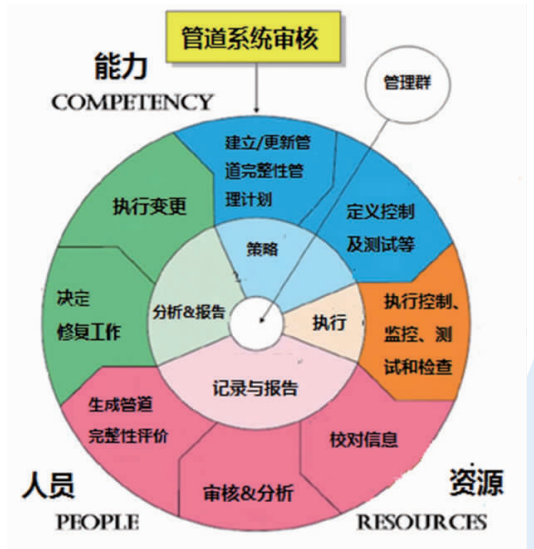 管道系统审核
能力
COMPETENCY
管理群
建立/更新管
道完整性管
理计划
定义控制
及测试等
执行控制、
监控、测
试和检查
校对信息
审核&分析
生成管道
完整性评价
决定
修复工作
执行变更
策略
执行
记录与报告
分析&报告
人员
PEOPLE
资源
RESOURCES